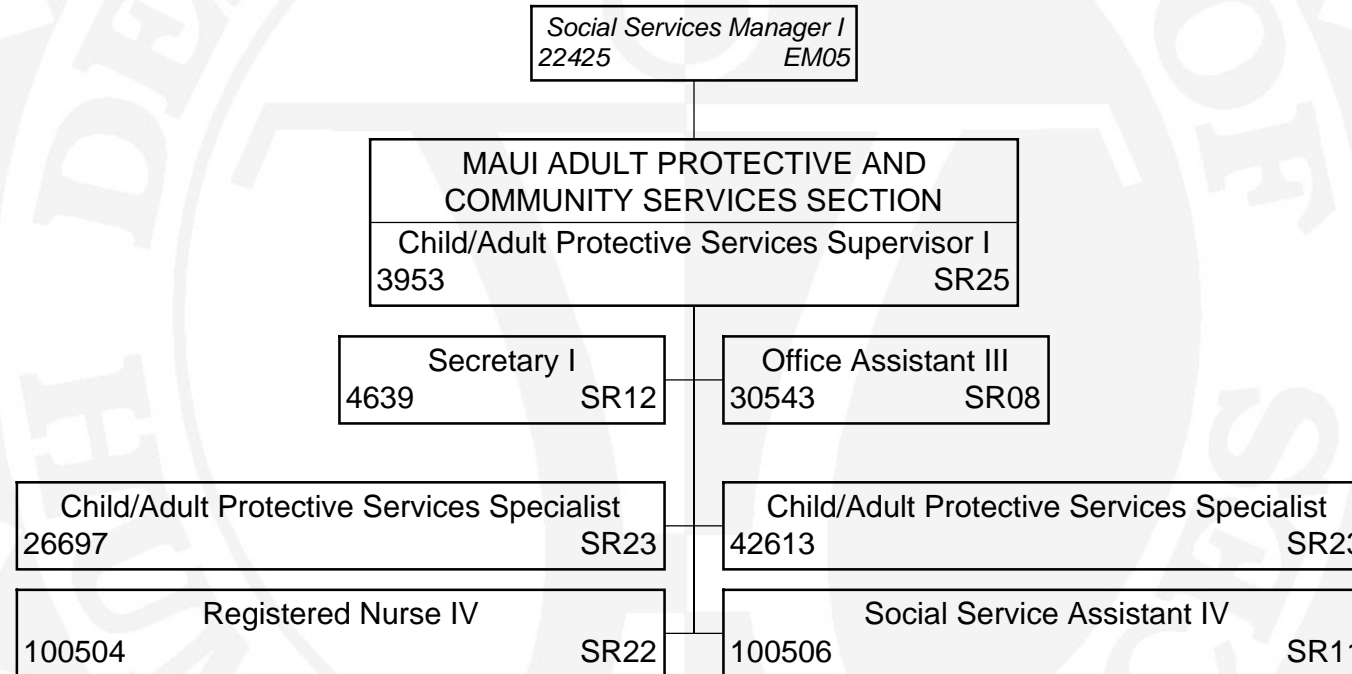 Social Services Manager I
22425 EM05
MAUI ADULT PROTECTIVE AND
COMMUNITY SERVICES SECTION
Child/Adult Protective Services Supervisor I
3953 SR25
Secretary I
4639 SR12
Office Assistant III
30543 SR08
Child/Adult Protective Services Specialist
26697 SR23
Child/Adult Protective Services Specialist
42613 SR23
Registered Nurse IV
100504 SR22
Social Service Assistant IV
100506 SR11